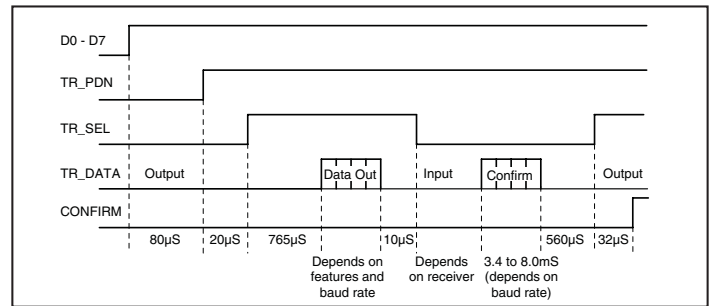 D0 - D7
TR_PDN
TR_SEL
TR_DATA Output Data Out Input Confirm Output
CONFIRM
80µS 20µS 765µS 10µS 560µS 32µS
Depends on
features and
baud rate
Depends
on receiver
3.4 to 8.0mS
(depends on
baud rate)